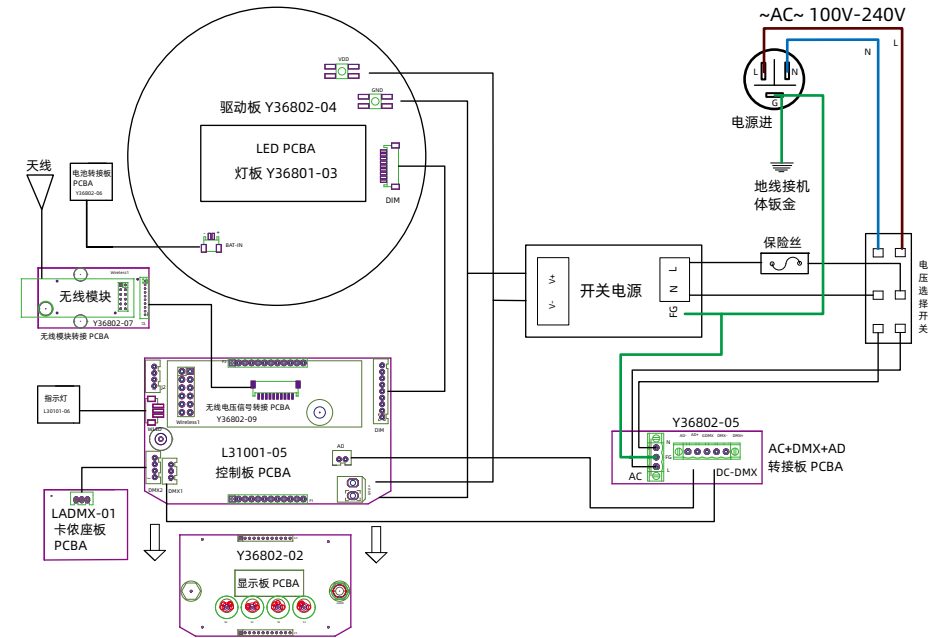 ~AC~ 100V-240V
N
L
L
N
G
电源进
地线接机
体钣金
VDD
GND
驱动板 Y36802-04
LED PCBA
灯板 Y36801-03
DIM
BAT-IN
天线
电池转接板
PCBA
Y36802-06
Wireless1
无线模块
Y36802-07
无线模块转接 PCBA
保险丝
开关电源
V+
V-
L
N
FG
电压选择开关
指示灯
L30101-06
Wireless1
无线电压信号转接 PCBA
Y36802-09
DIM
L31001-05
控制板 PCBA
AD
DMX2
DMX1
Y36802-05
AD-
AD+
GDMX
DMX-
DMX+
N
FG
L
AC
DC-DMX
AC+DMX+AD
转接板 PCBA
LADMX-01
卡侬座板
PCBA
Y36802-02
显示板 PCBA